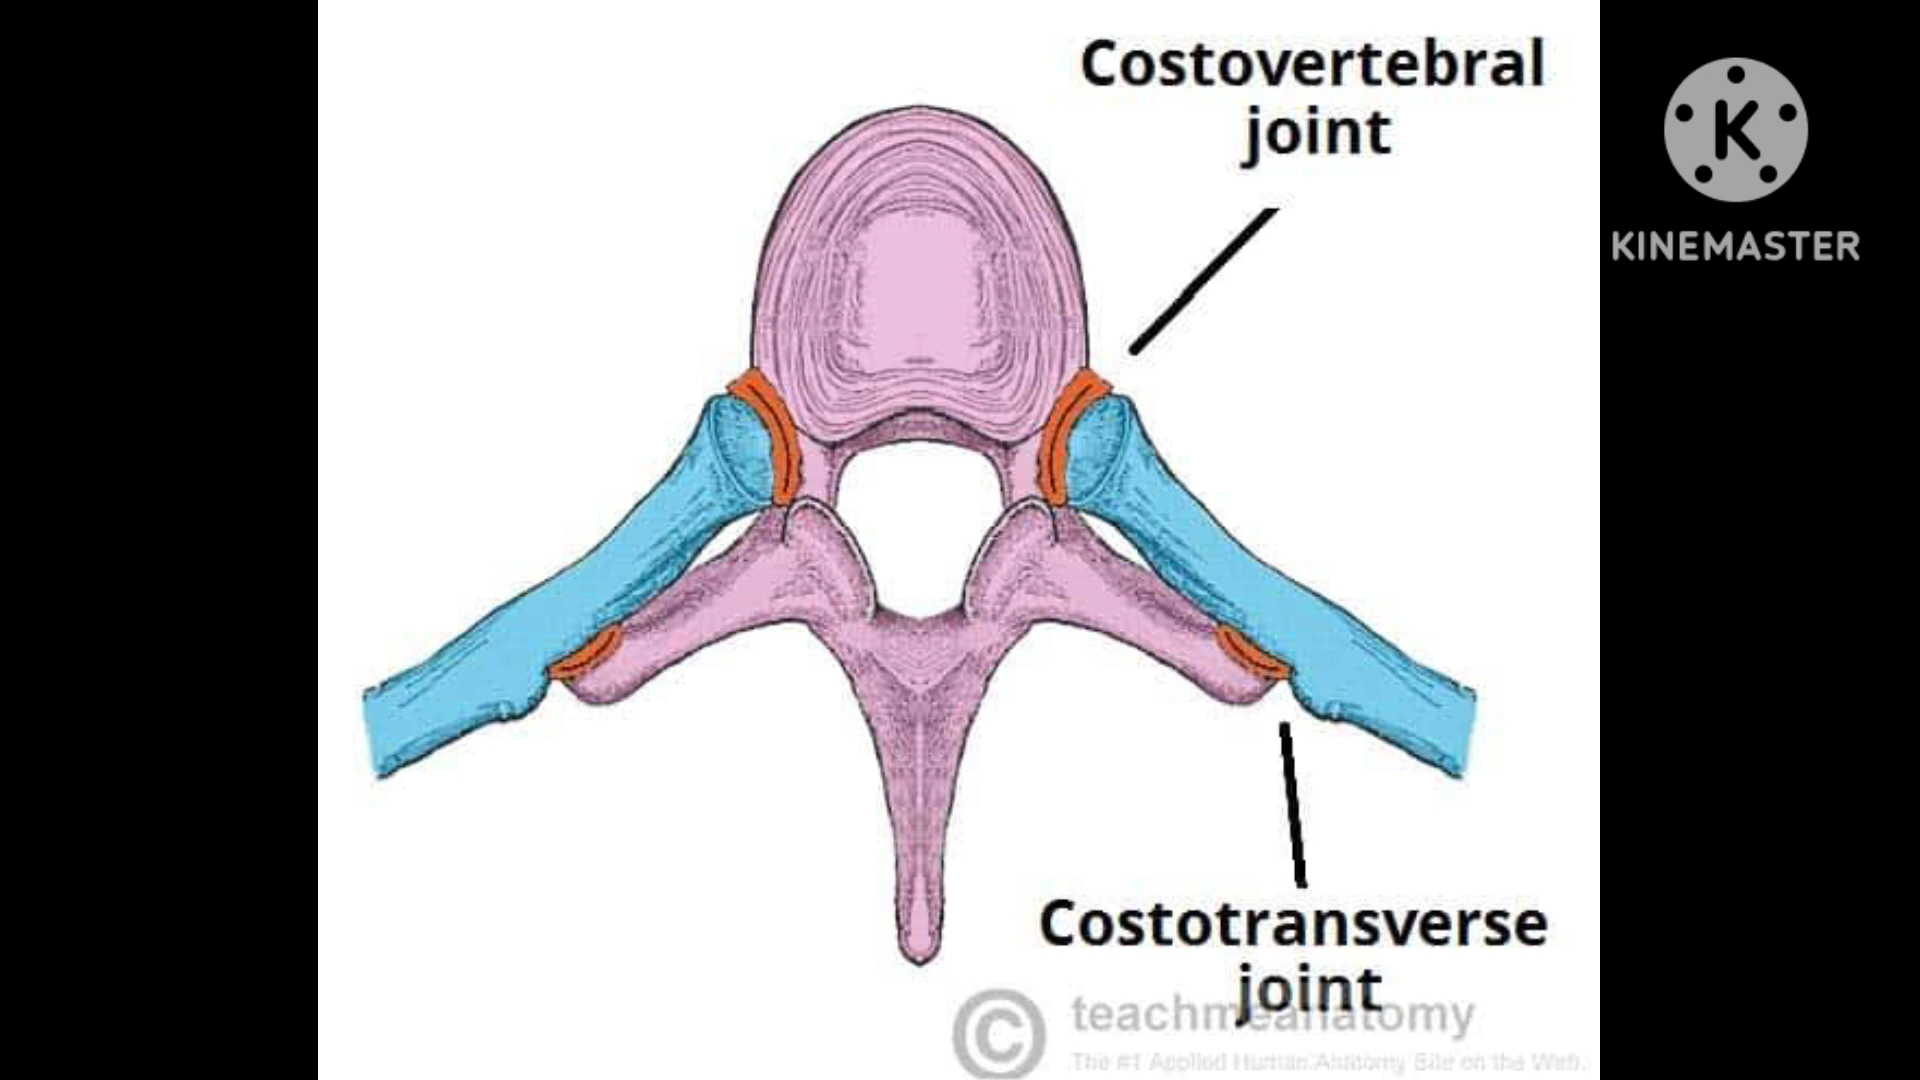 Costovertebral
joint
K
KINEMASTER
Costotransverse
joint
© teachmeanatomy
The #1 Applied Human Anatomy Site on the Web.